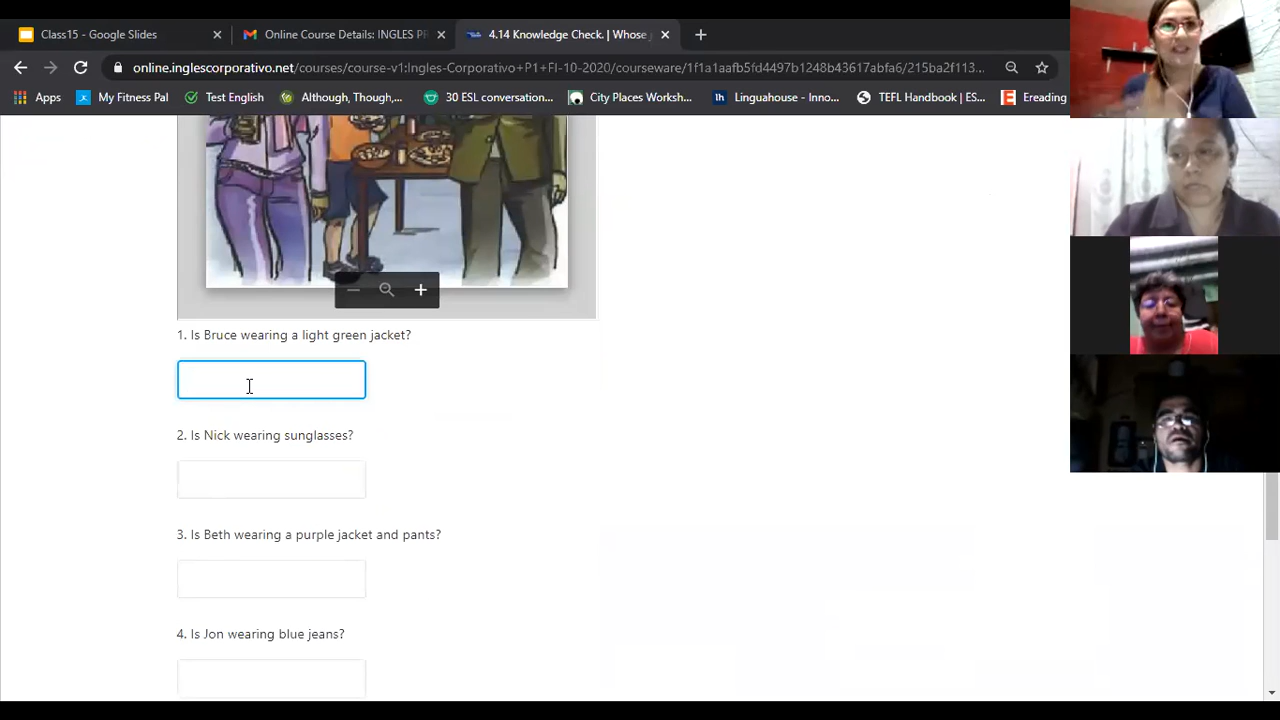 Class15 - Google Slides
Online Course Details: INGLES PF
4.14 Knowledge Check. | Whose
online.inglescorporativo.net/courses/course-v1:Ingles-Corporativo+P1+FI-10-2020/courseware/1f1a1aafb5fd4497b1248b43617abfa6/215ba2f113...
Apps
My Fitness Pal
Test English
Although, Though,...
30 ESL conversation...
City Places Worksh...
lh
Linguahouse - Inno...
TEFL Handbook | ES...
E
Ereading
1. Is Bruce wearing a light green jacket?
2. Is Nick wearing sunglasses?
3. Is Beth wearing a purple jacket and pants?
4. Is Jon wearing blue jeans?